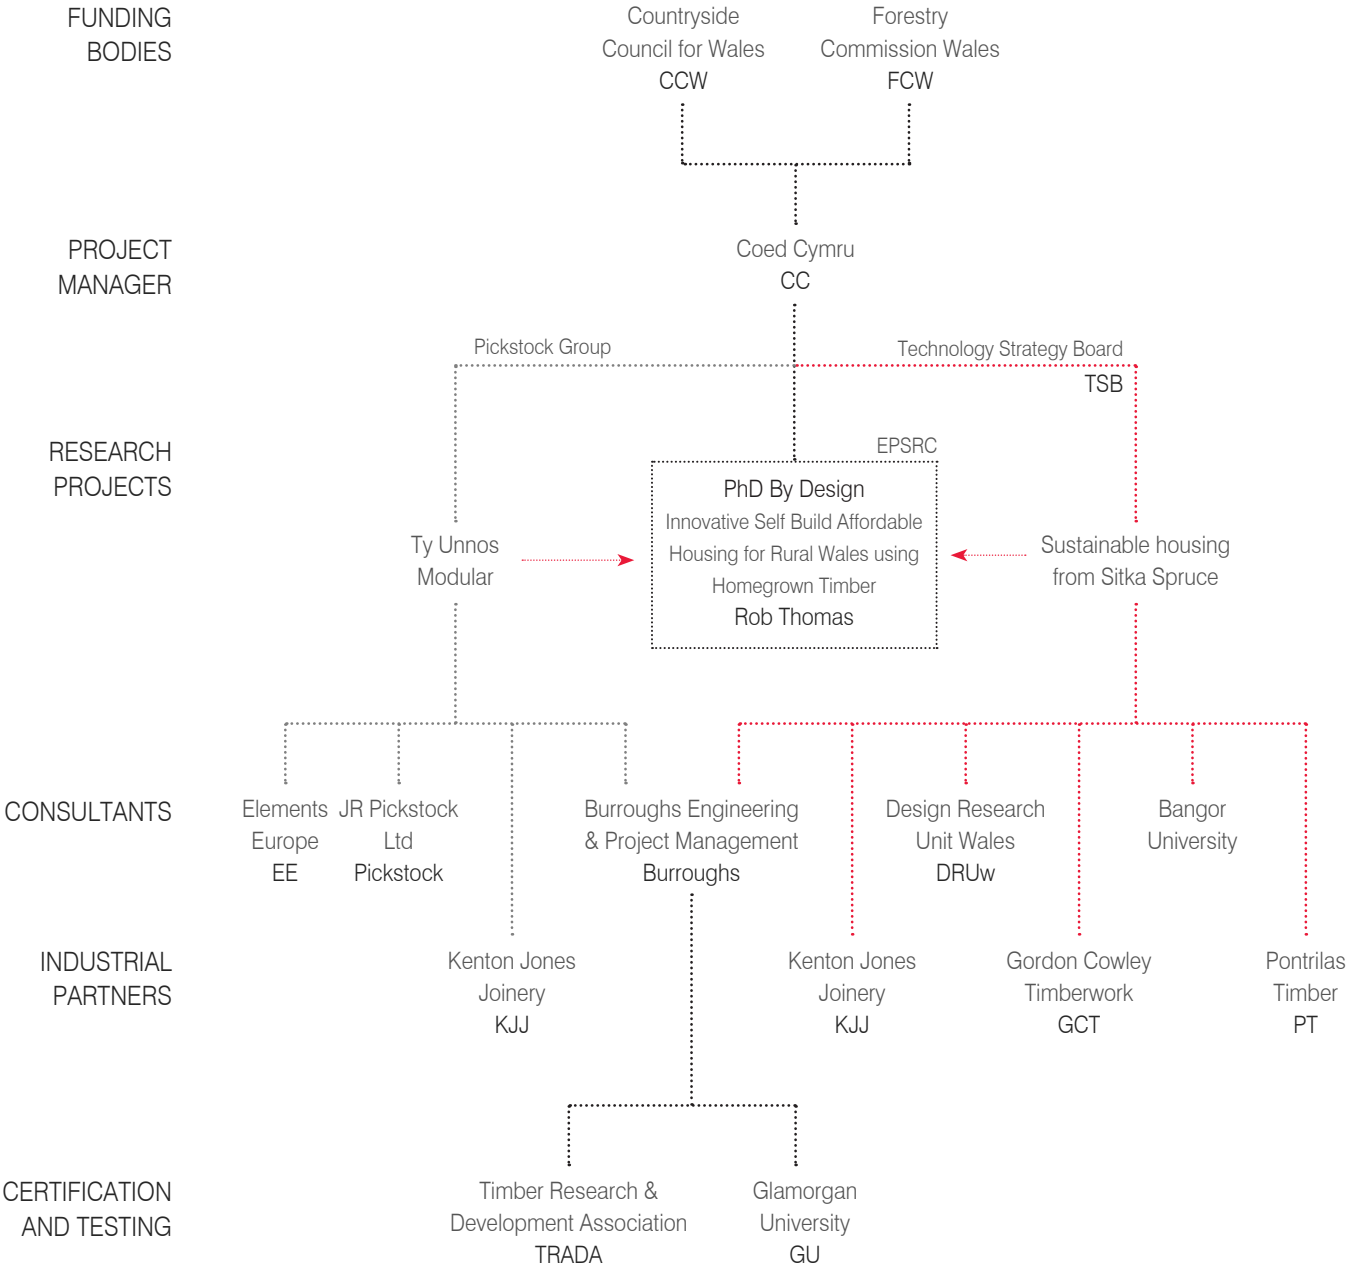 FUNDING
BODIES
Countryside
Council for Wales
CCW
Forestry
Commission Wales
FCW
PROJECT
MANAGER
Coed Cymru
CC
Pickstock Group
Technology Strategy Board
TSB
RESEARCH
PROJECTS
EPSRC
Ty Unnos
Modular
PhD By Design
Innovative Self Build Affordable
Housing for Rural Wales using
Homegrown Timber
Rob Thomas
Sustainable housing
from Sitka Spruce
CONSULTANTS
Elements
Europe
EE
JR Pickstock
Ltd
Pickstock
Burroughs Engineering
& Project Management
Burroughs
Design Research
Unit Wales
DRUw
Bangor
University
INDUSTRIAL
PARTNERS
Kenton Jones
Joinery
KJJ
Kenton Jones
Joinery
KJJ
Gordon Cowley
Timberwork
GCT
Pontrilas
Timber
PT
CERTIFICATION
AND TESTING
Timber Research &
Development Association
TRADA
Glamorgan
University
GU